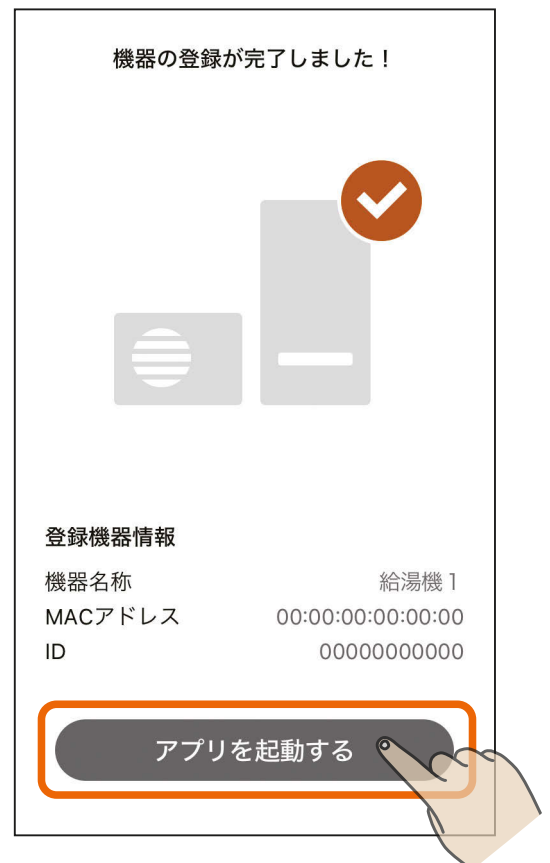 機器の登録が完了しました！
登録機器情報
機器名称 給湯機1
MACアドレス 00:00:00:00:00:00
ID 00000000000
アプリを起動する